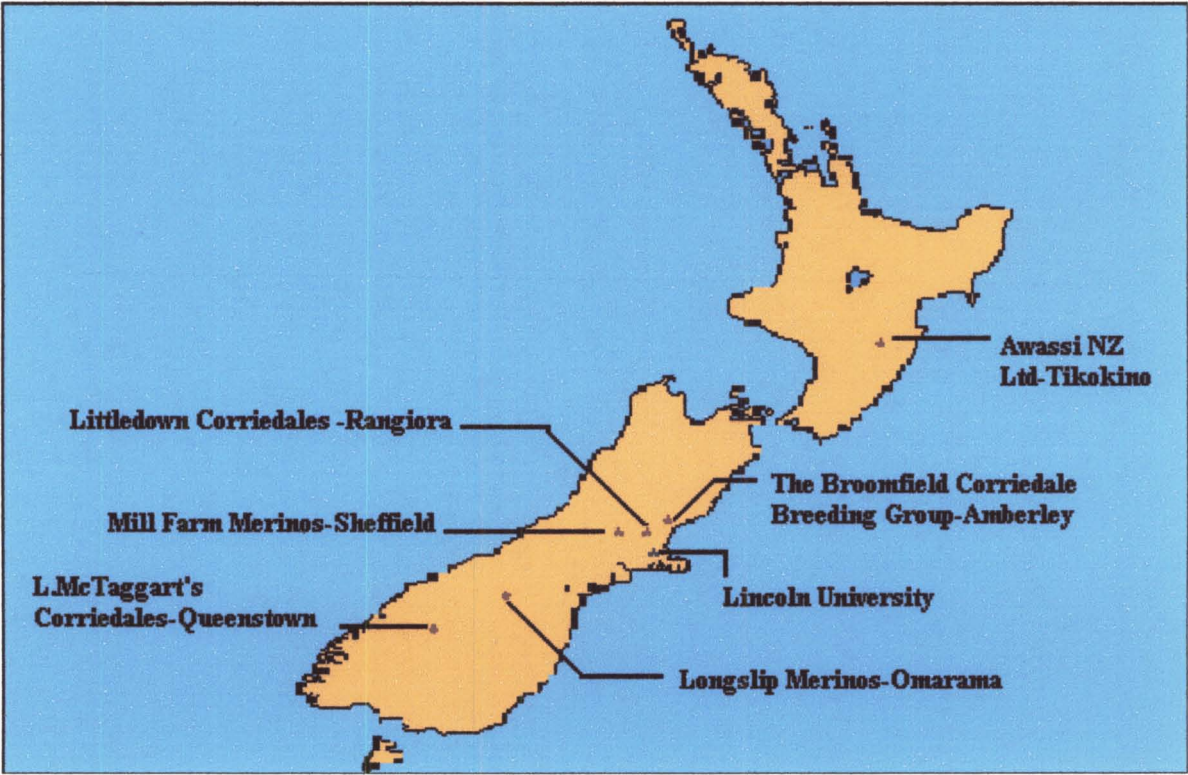 Awassi NZ
Ltd-Tikokino
Littledown Corriedales -Rangiora
The Broomfield Corriedale
Breeding Group-Amberley
Mill Farm Merinos-Sheffield
L.McTaggart's
Corriedales-Queenstown
Lincoln University
Longslip Merinos-Omarama